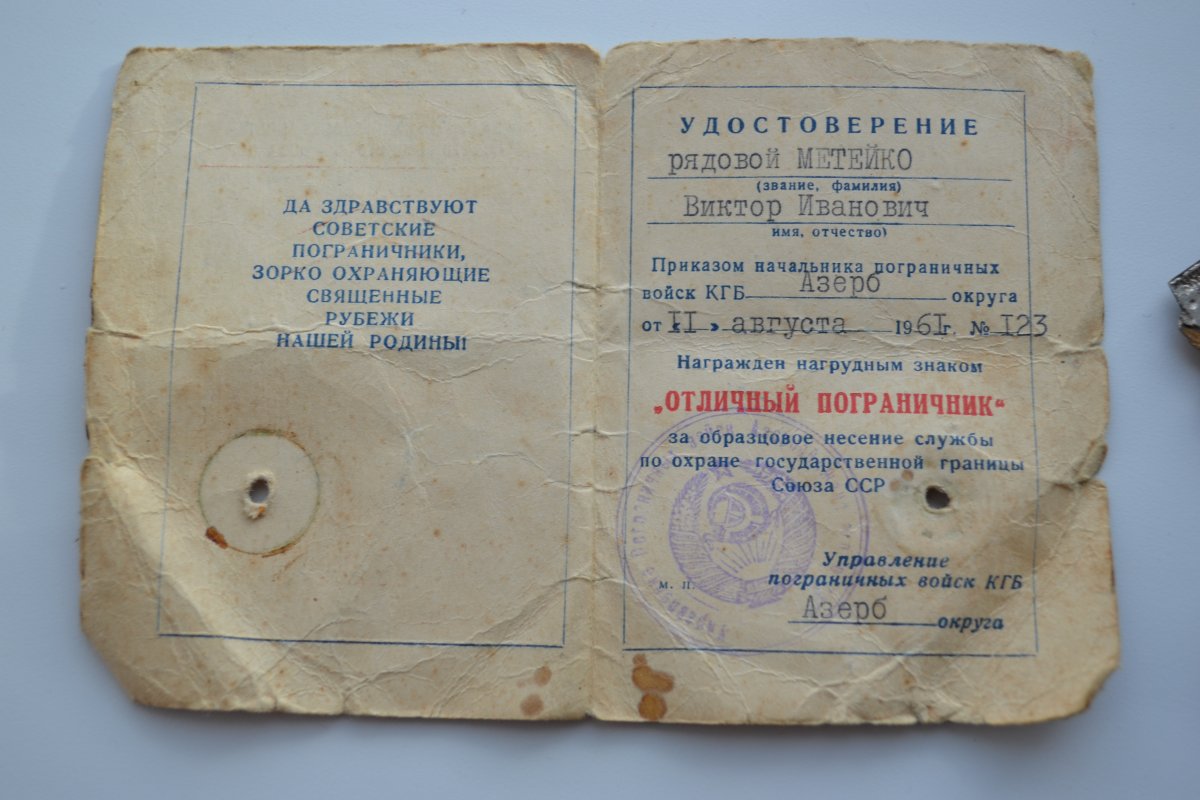 ДА ЗДРАВСТВУЮТ
СОВЕТСКИЕ
ПОГРАНИЧНИКИ,
ЗОРКО ОХРАНЯЮЩИЕ
СВЯЩЕННЫЕ
РУБЕЖИ
НАШЕЙ РОДИНЫ!
УДОСТОВЕРЕНИЕ
рядовой МЕТЕЙКО
(звание, фамилия)
Виктор Иванович
имя, отчество)
Приказом начальника пограничных
войск КГБ Азерб округа
от «II» августа 196Iг. № I23
Награжден нагрудным знаком
„ОТЛИЧНЫЙ ПОГРАНИЧНИК“
за образцовое несение службы
по охране государственной границы
Союза ССР
Управление
м. п. пограничных войск КГБ
Азерб округа